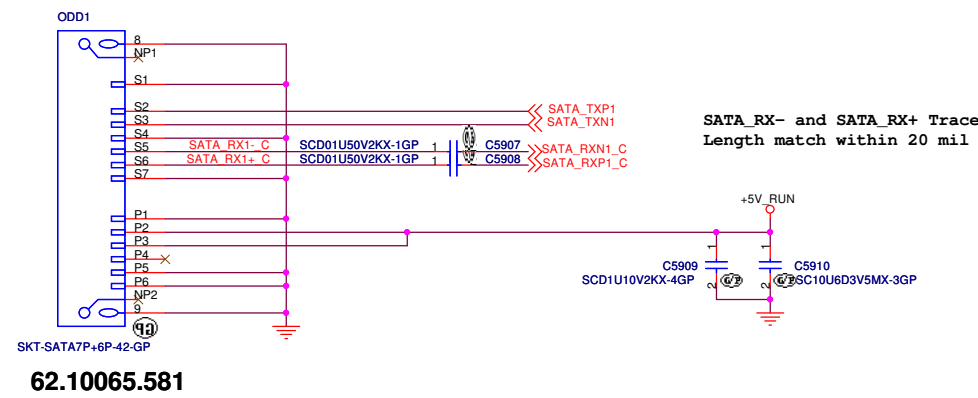 ODD1
8
NP1
S1
S2
SATA_TXP1
S3
SATA_TXN1
SATA_RX- and SATA_RX+ Trace
Length match within 20 mil
S4
S5
SATA_RX1-_C
SCD01U50V2KX-1GP
1
C5907
SATA_RXN1_C
S6
SATA_RX1+_C
SCD01U50V2KX-1GP
1
C5908
SATA_RXP1_C
S7
+5V_RUN
P1
P2
P3
P4
P5
P6
NP2
9
1
1
C5909
C5910
SCD1U10V2KX-4GP
SC10U6D3V5MX-3GP
2
2
GP
SKT-SATA7P+6P-42-GP
62.10065.581